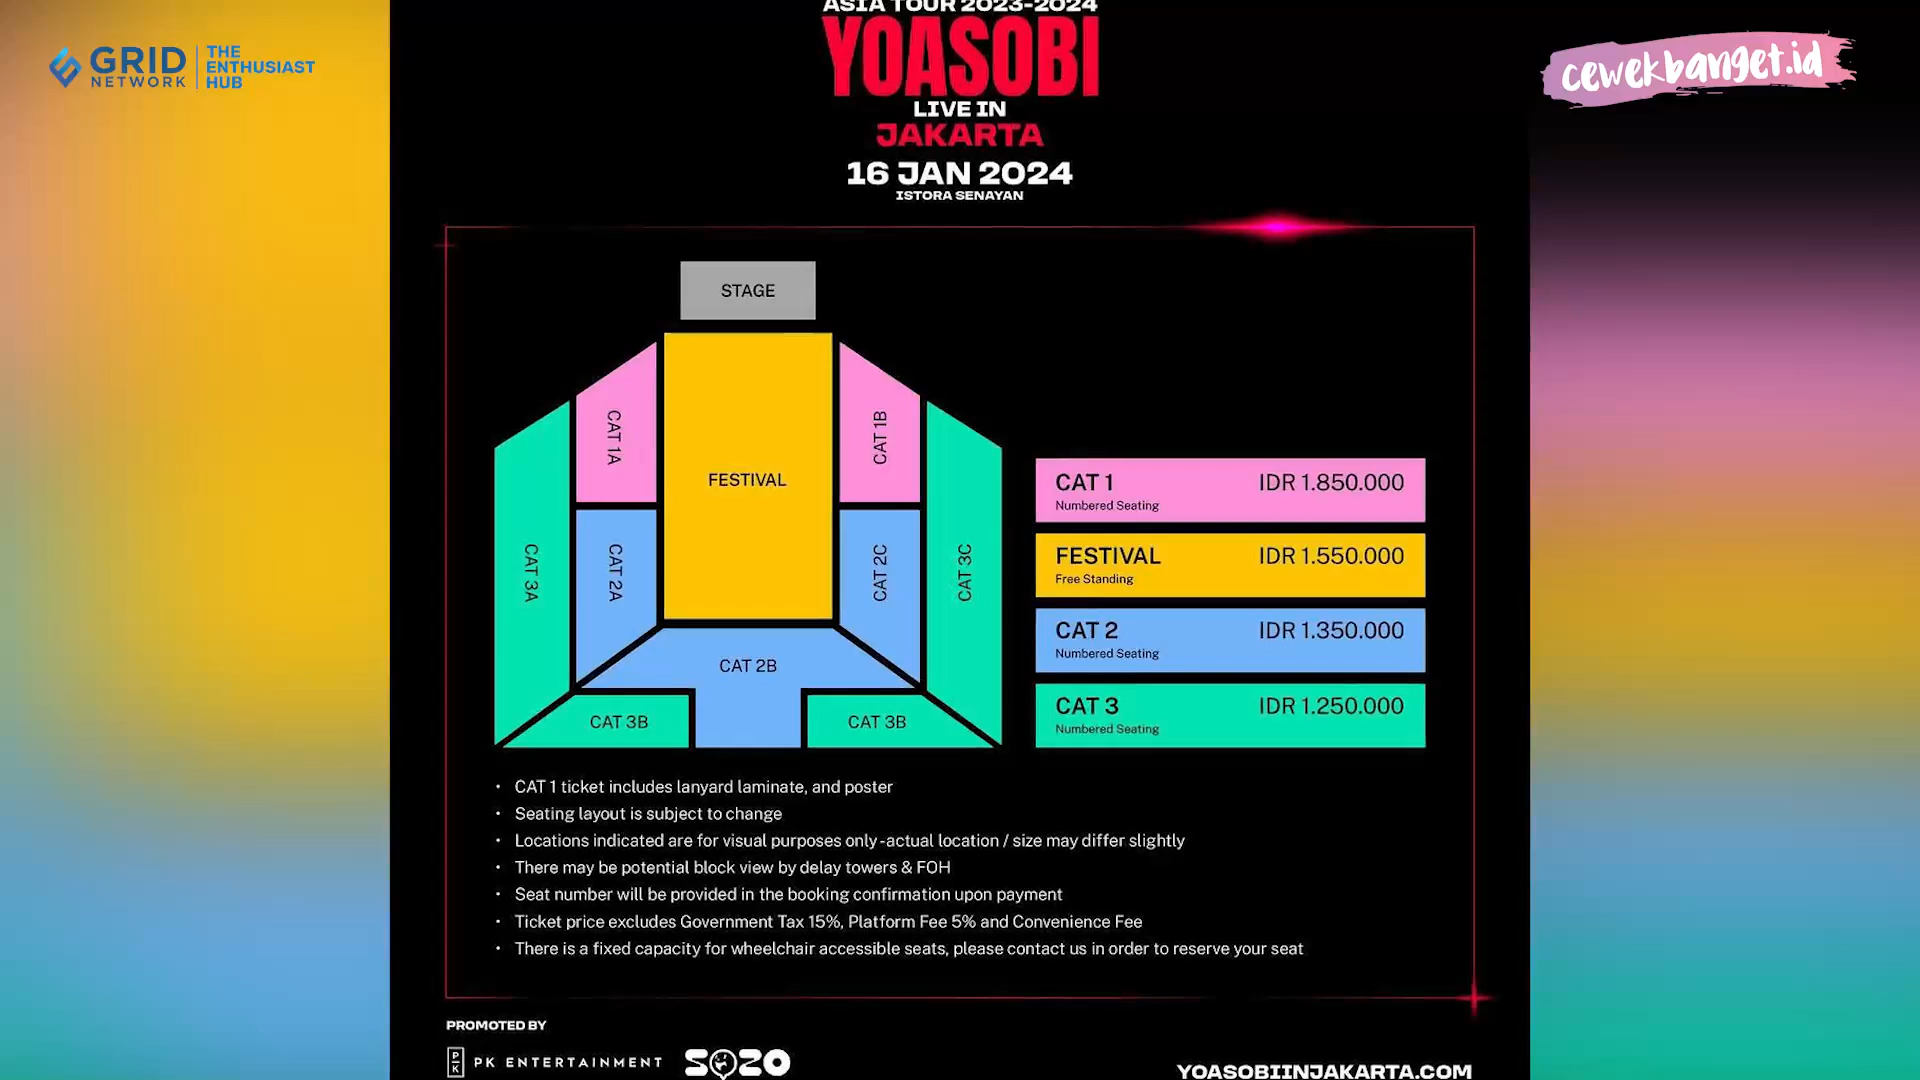 GRID
NETWORK
THE
ENTHUSIAST
HUB
cewekbanget.id
ASIA TOUR 2023-2024
YOASOBI
LIVE IN
JAKARTA
16 JAN 2024
ISTORA SENAYAN
STAGE
CAT 1A
FESTIVAL
CAT 1B
CAT 3A
CAT 2A
CAT 2C
CAT 3C
CAT 2B
CAT 3B
CAT 3B
CAT 1 IDR 1.850.000
Numbered Seating
FESTIVAL IDR 1.550.000
Free Standing
CAT 2 IDR 1.350.000
Numbered Seating
CAT 3 IDR 1.250.000
Numbered Seating
• CAT 1 ticket includes lanyard laminate, and poster
• Seating layout is subject to change
• Locations indicated are for visual purposes only - actual location / size may differ slightly
• There may be potential block view by delay towers & FOH
• Seat number will be provided in the booking confirmation upon payment
• Ticket price excludes Government Tax 15%, Platform Fee 5% and Convenience Fee
• There is a fixed capacity for wheelchair accessible seats, please contact us in order to reserve your seat
PROMOTED BY
PK PK ENTERTAINMENT
SOZO
YOASOBIINJAKARTA.COM